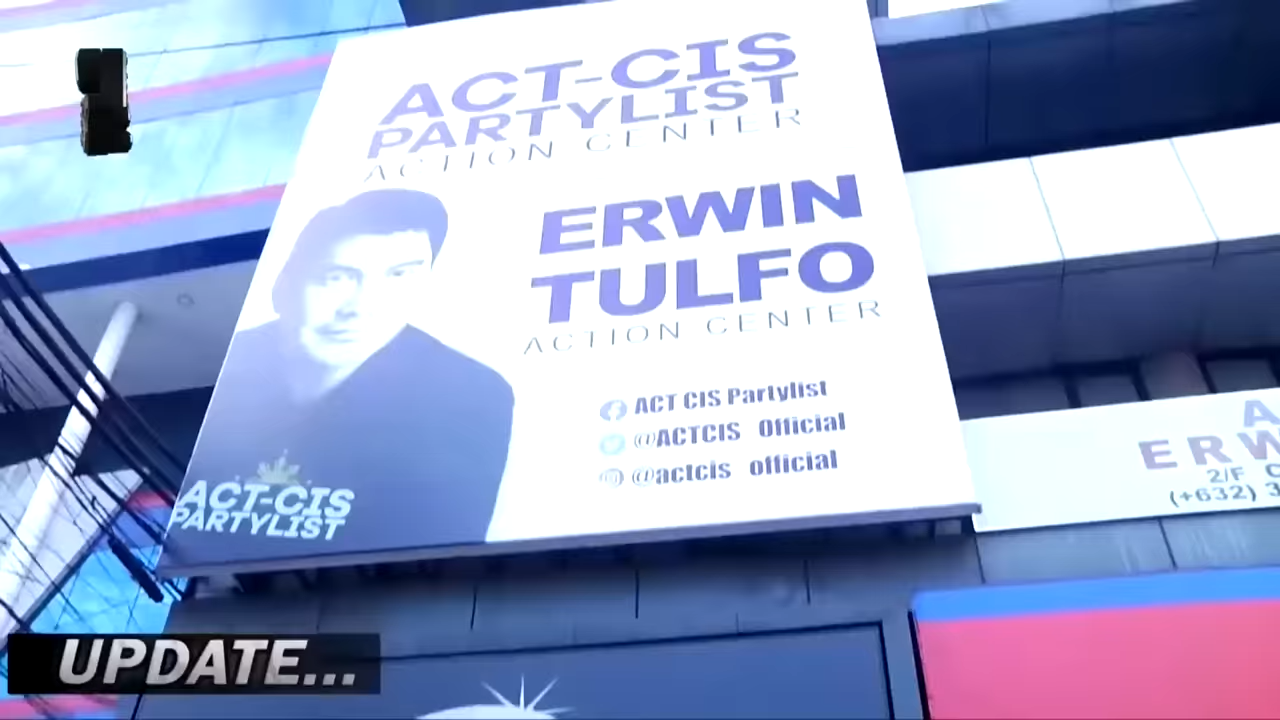 ACT-CIS
PARTYLIST
ACTION CENTER
ERWIN
TULFO
ACTION CENTER
ACT CIS Partylist
@ACTCIS Official
@actcis official
ACT-CIS
PARTYLIST
2/F
(+632) 3
UPDATE...